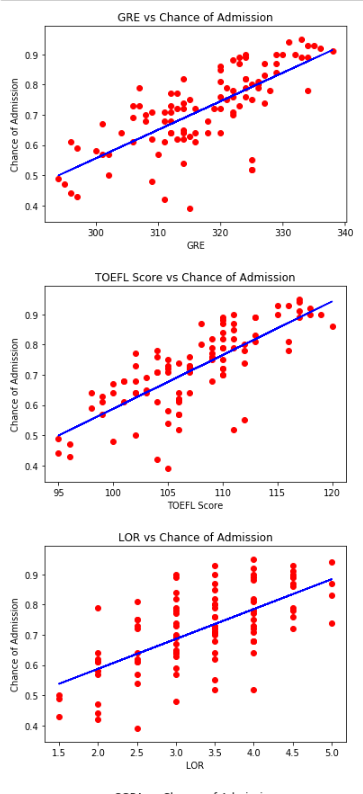 GRE vs Chance of Admission
0.9
0.8
0.7
0.6
0.5
0.4
Chance of Admission
300 310 320 330 340
GRE
TOEFL Score vs Chance of Admission
0.9
0.8
0.7
0.6
0.5
0.4
Chance of Admission
95 100 105 110 115 120
TOEFL Score
LOR vs Chance of Admission
0.9
0.8
0.7
0.6
0.5
0.4
Chance of Admission
1.5 2.0 2.5 3.0 3.5 4.0 4.5 5.0
LOR